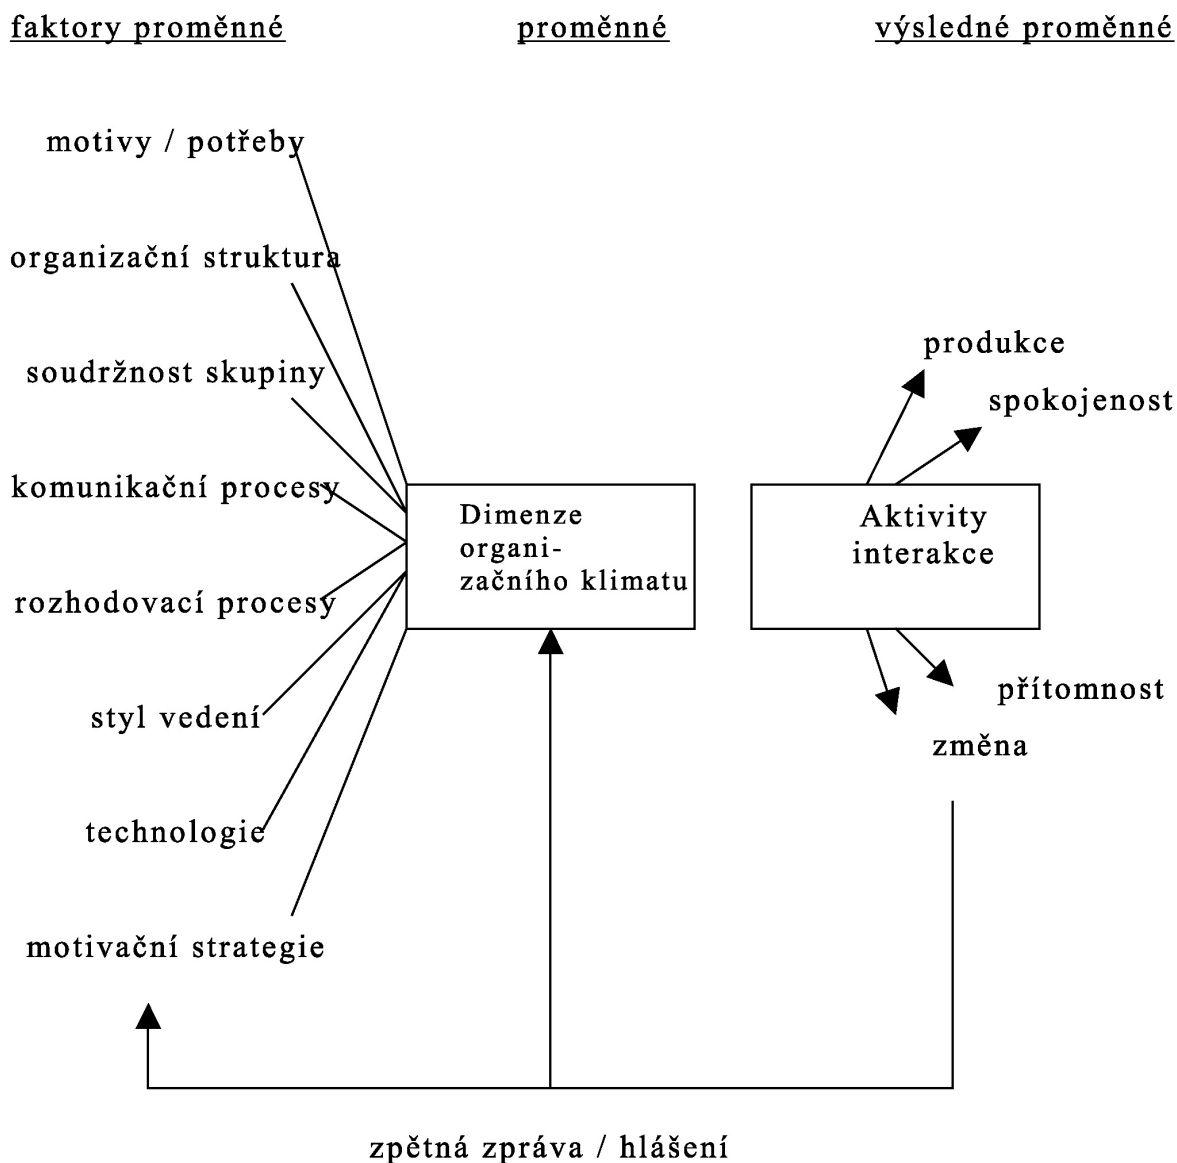 faktory proměnné
proměnné
výsledné proměnné
motivy / potřeby
organizační struktura
soudržnost skupiny
komunikační procesy
rozhodovací procesy
styl vedení
technologie
motivační strategie
Dimenze
organi-
začního klimatu
Aktivity
interakce
produkce
spokojenost
přítomnost
změna
zpětná zpráva / hlášení